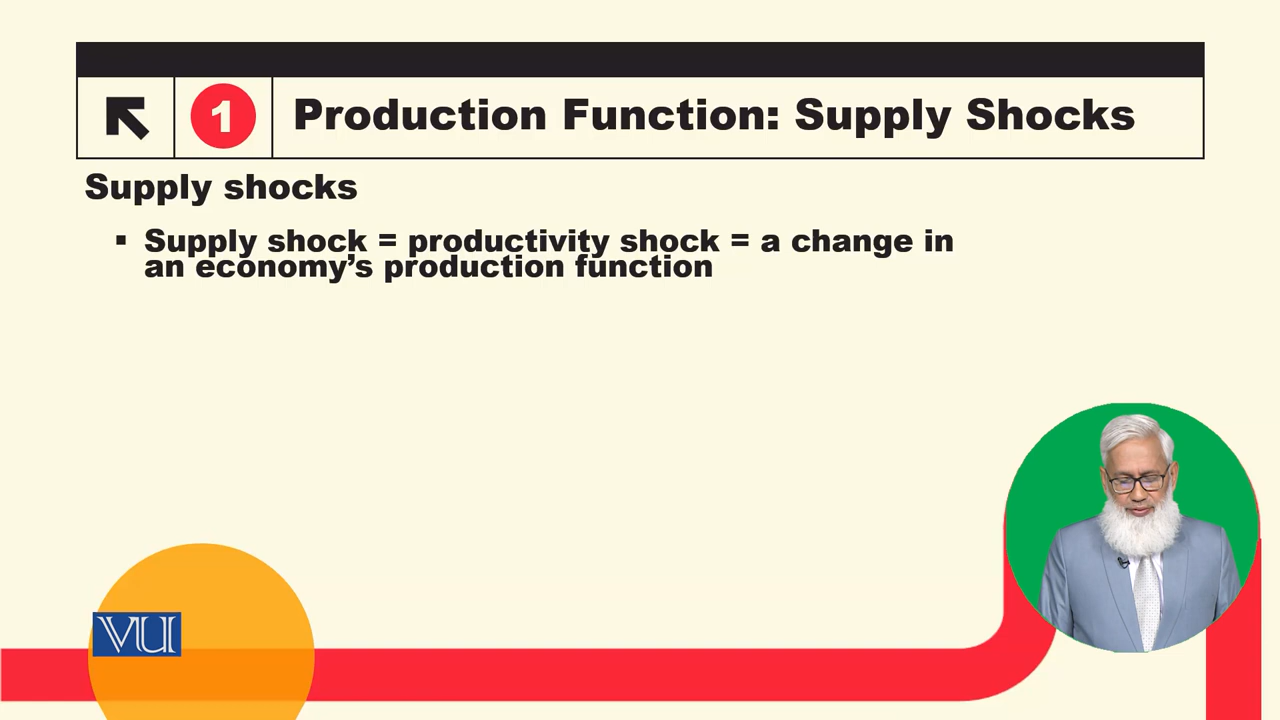 1
Production Function: Supply Shocks
Supply shocks
▪ Supply shock = productivity shock = a change in
an economy’s production function
VU